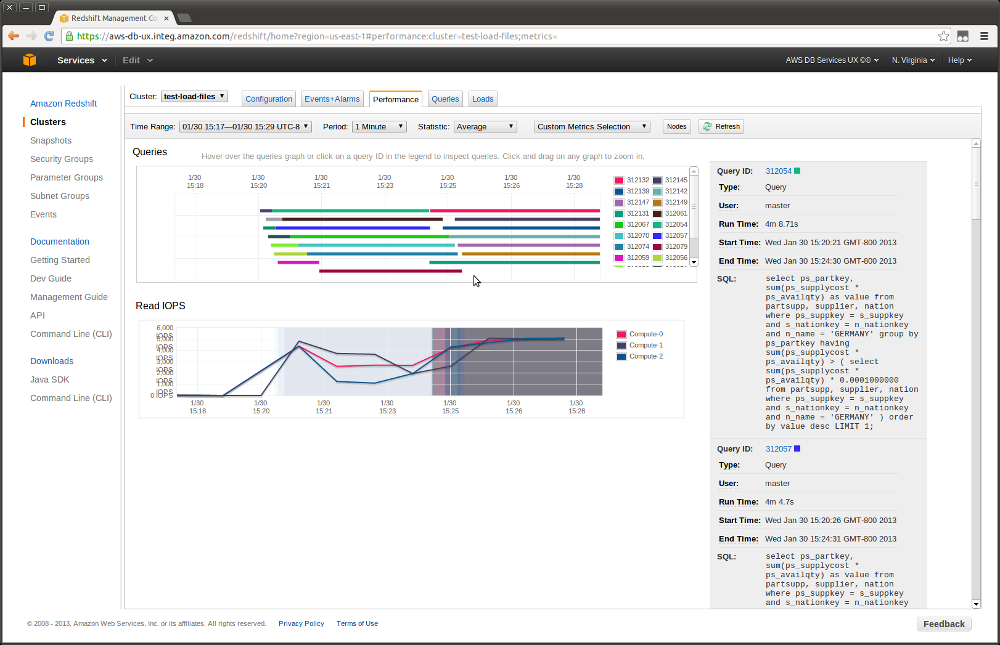 Redshift Management Co
https://aws-db-ux.integ.amazon.com/redshift/home?region=us-east-1#performance:cluster=test-load-files;metrics=
Services Edit AWS DB Services UX ©® N. Virginia Help
Amazon Redshift
Clusters
Snapshots
Security Groups
Parameter Groups
Subnet Groups
Events
Documentation
Getting Started
Dev Guide
Management Guide
API
Command Line (CLI)
Downloads
Java SDK
Command Line (CLI)
Cluster: test-load-files Configuration Events+Alarms Performance Queries Loads
Time Range: 01/30 15:17—01/30 15:29 UTC-8 Period: 1 Minute Statistic: Average Custom Metrics Selection Nodes Refresh
Queries
Hover over the queries graph or click on a query ID in the legend to inspect queries. Click and drag on any graph to zoom in.
1/30 1/30 1/30 1/30 1/30 1/30 1/30
15:18 15:20 15:21 15:23 15:25 15:26 15:28
312132 312145
312139 312142
312147 312149
312131 312061
312067 312054
312070 312057
312074 312079
312059 312056
Read IOPS
6,000
IOPS
5,000
IOPS
4,000
IOPS
3,000
IOPS
2,000
IOPS
1,000
IOPS
0 IOPS
1/30 1/30 1/30 1/30 1/30 1/30 1/30
15:18 15:20 15:21 15:23 15:25 15:26 15:28
Compute-0
Compute-1
Compute-2
Query ID: 312054
Type: Query
User: master
Run Time: 4m 8.71s
Start Time: Wed Jan 30 15:20:21 GMT-800 2013
End Time: Wed Jan 30 15:24:30 GMT-800 2013
SQL: select ps_partkey,
sum(ps_supplycost *
ps_availqty) as value from
partsupp, supplier, nation
where ps_suppkey = s_suppkey
and s_nationkey = n_nationkey
and n_name = 'GERMANY' group by
ps_partkey having
sum(ps_supplycost *
ps_availqty) > ( select
sum(ps_supplycost *
ps_availqty) * 0.0001000000
from partsupp, supplier, nation
where ps_suppkey = s_suppkey
and s_nationkey = n_nationkey
and n_name = 'GERMANY' ) order
by value desc LIMIT 1;
Query ID: 312057
Type: Query
User: master
Run Time: 4m 4.7s
Start Time: Wed Jan 30 15:20:26 GMT-800 2013
End Time: Wed Jan 30 15:24:31 GMT-800 2013
SQL: select ps_partkey,
sum(ps_supplycost *
ps_availqty) as value from
partsupp, supplier, nation
where ps_suppkey = s_suppkey
and s_nationkey = n_nationkey
© 2008 - 2013, Amazon Web Services, Inc. or its affiliates. All rights reserved. Privacy Policy Terms of Use
Feedback